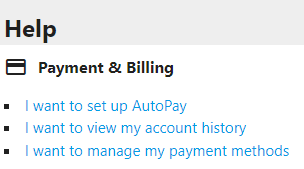 Help
Payment & Billing
I want to set up AutoPay
I want to view my account history
I want to manage my payment methods